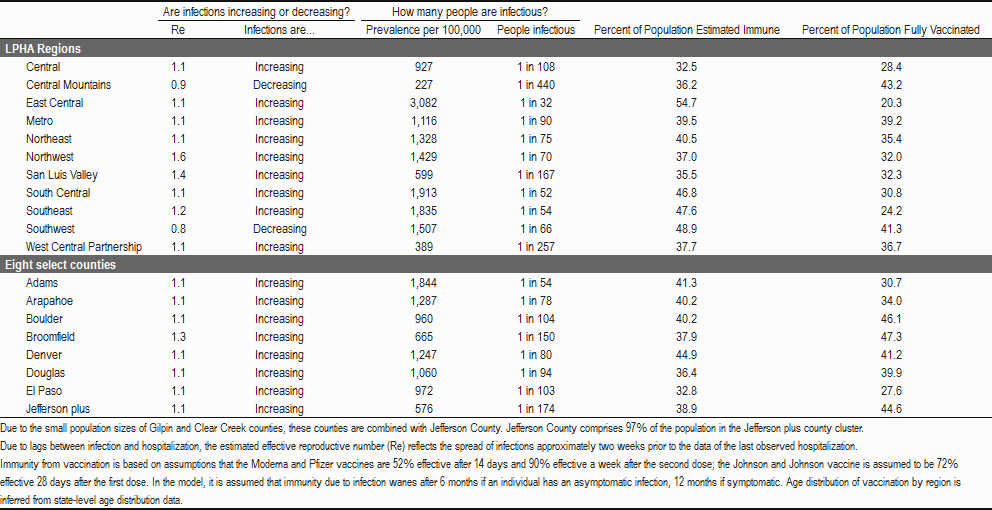 Are infections increasing or decreasing? How many people are infectious?
Re Infections are... Prevalence per 100,000 People infectious Percent of Population Estimated Immune Percent of Population Fully Vaccinated
LPHA Regions
Central 1.1 Increasing 927 1 in 108 32.5 28.4
Central Mountains 0.9 Decreasing 227 1 in 440 36.2 43.2
East Central 1.1 Increasing 3,082 1 in 32 54.7 20.3
Metro 1.1 Increasing 1,116 1 in 90 39.5 39.2
Northeast 1.1 Increasing 1,328 1 in 75 40.5 35.4
Northwest 1.6 Increasing 1,429 1 in 70 37.0 32.0
San Luis Valley 1.4 Increasing 599 1 in 167 35.5 32.3
South Central 1.1 Increasing 1,913 1 in 52 46.8 30.8
Southeast 1.2 Increasing 1,835 1 in 54 47.6 24.2
Southwest 0.8 Decreasing 1,507 1 in 66 48.9 41.3
West Central Partnership 1.1 Increasing 389 1 in 257 37.7 36.7
Eight select counties
Adams 1.1 Increasing 1,844 1 in 54 41.3 30.7
Arapahoe 1.1 Increasing 1,287 1 in 78 40.2 34.0
Boulder 1.1 Increasing 960 1 in 104 40.2 46.1
Broomfield 1.3 Increasing 665 1 in 150 37.9 47.3
Denver 1.1 Increasing 1,247 1 in 80 44.9 41.2
Douglas 1.1 Increasing 1,060 1 in 94 36.4 39.9
El Paso 1.1 Increasing 972 1 in 103 32.8 27.6
Jefferson plus 1.1 Increasing 576 1 in 174 38.9 44.6
Due to the small population sizes of Gilpin and Clear Creek counties, these counties are combined with Jefferson County. Jefferson County comprises 97% of the population in the Jefferson plus county cluster.
Due to lags between infection and hospitalization, the estimated effective reproductive number (Re) reflects the spread of infections approximately two weeks prior to the data of the last observed hospitalization.
Immunity from vaccination is based on assumptions that the Moderna and Pfizer vaccines are 52% effective after 14 days and 90% effective a week after the second dose; the Johnson and Johnson vaccine is assumed to be 72%
effective 28 days after the first dose. In the model, it is assumed that immunity due to infection wanes after 6 months if an individual has an asymptomatic infection, 12 months if symptomatic. Age distribution of vaccination by region is
inferred from state-level age distribution data.